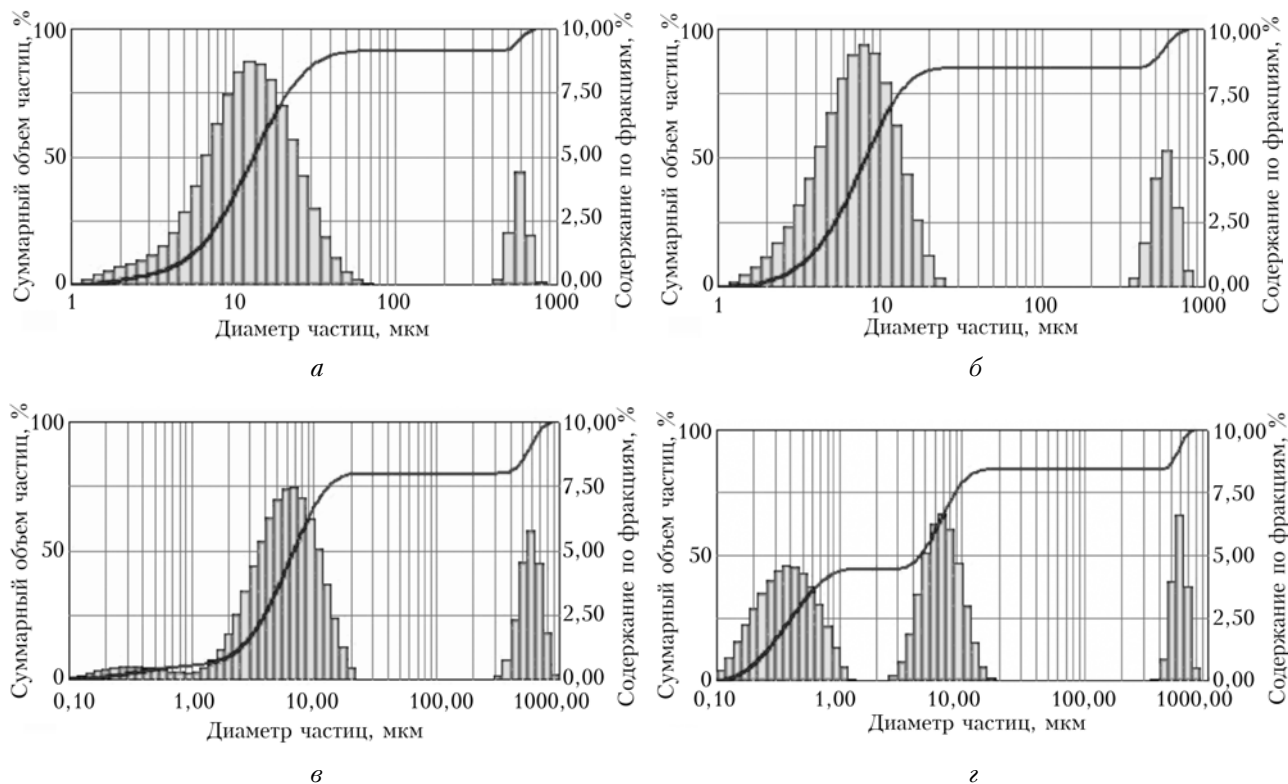 Суммарный объем частиц, %
100
50
0
10,00
7,50
5,00
2,50
0,00
Содержание по фракциям, %
1 10 100 1000
Диаметр частиц, мкм
а
Суммарный объем частиц, %
100
50
0
10,00
7,50
5,00
2,50
0,00
Содержание по фракциям, %
1 10 100 1000
Диаметр частиц, мкм
б
Суммарный объем частиц, %
100
50
0
10,00
7,50
5,00
2,50
0,00
Содержание по фракциям, %
0,10 1,00 10,00 100,00 1000,00
Диаметр частиц, мкм
в
Суммарный объем частиц, %
100
50
0
10,00
7,50
5,00
2,50
0,00
Содержание по фракциям, %
0,10 1,00 10,00 100,00 1000,00
Диаметр частиц, мкм
г